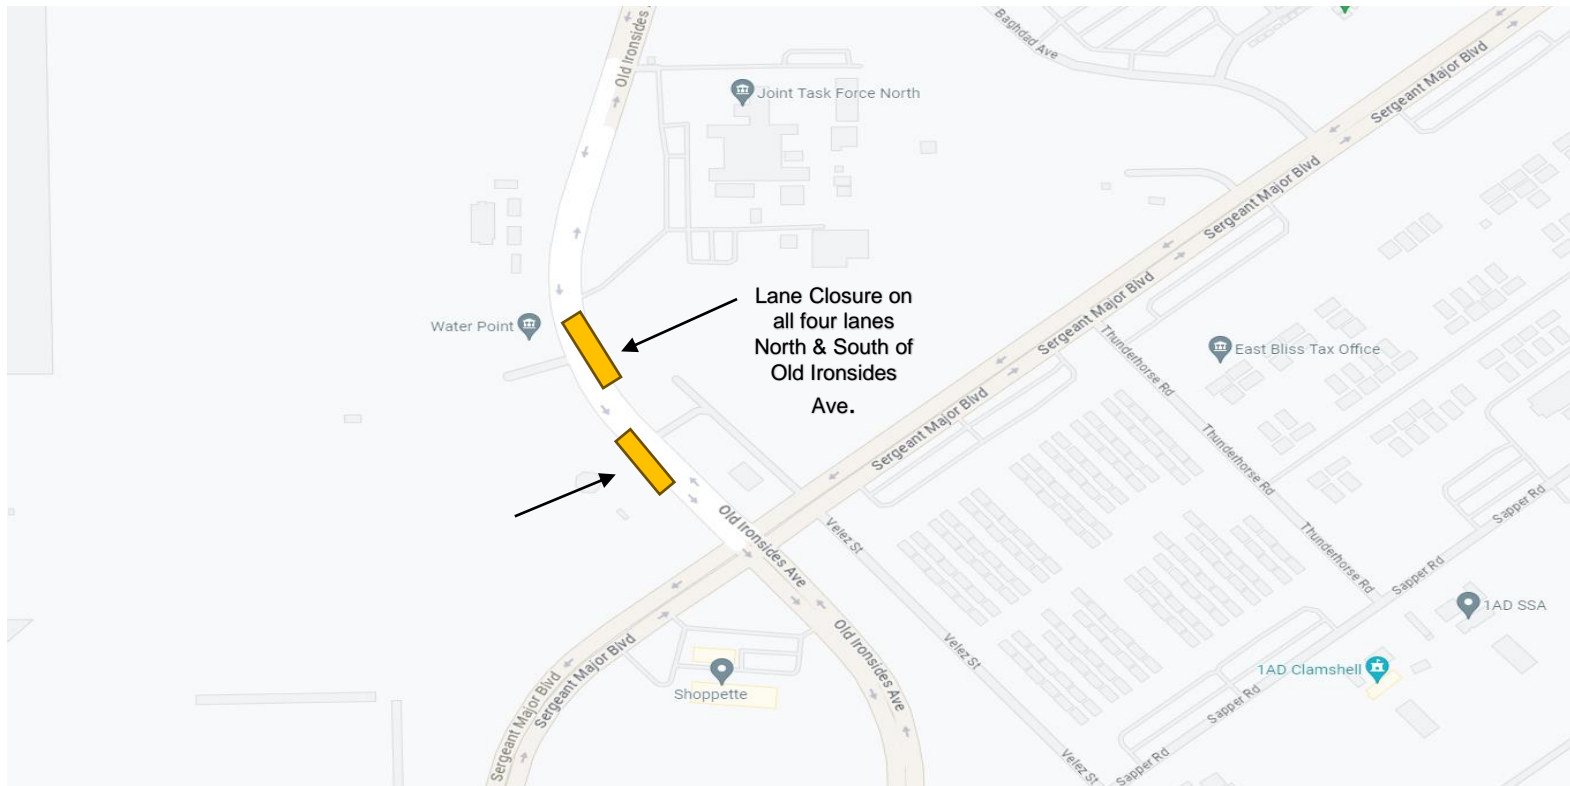 Old Ironsides
Baghdad Ave
Sergeant Major Blvd
Joint Task Force North
Sergeant Major Blvd
Sergeant Major Blvd
Lane Closure on
all four lanes
North & South of
Old Ironsides
Ave.
Water Point
Sergeant Major Blvd
Thunderhorse Rd
East Bliss Tax Office
Sergeant Major Blvd
Thunderhorse Rd
Sapper Rd
Old Ironsides Ave
Velez St
Thunderhorse Rd
Sapper Rd
1AD SSA
Old Ironsides Ave
Velez St
Sergeant Major Blvd
Sergeant Major Blvd
Shoppette
1AD Clamshell
Sapper Rd
Velez St
Sapper Rd